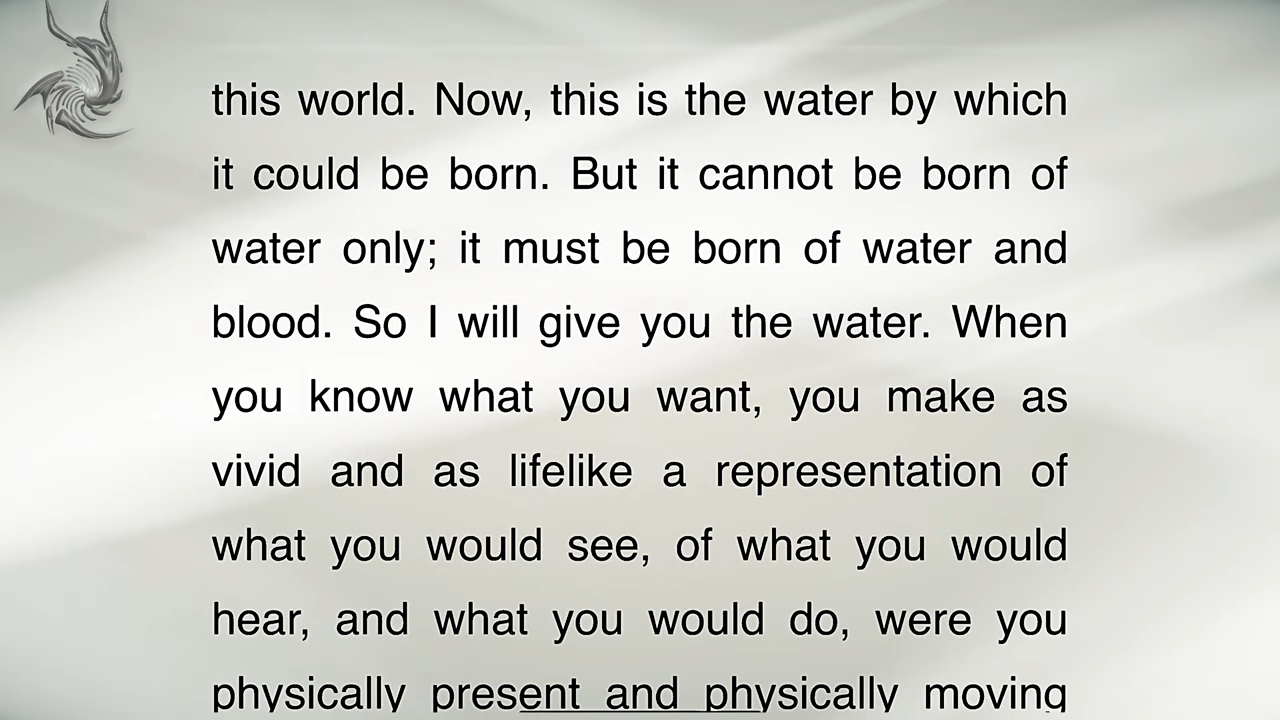 this world. Now, this is the water by which
it could be born. But it cannot be born of
water only; it must be born of water and
blood. So I will give you the water. When
you know what you want, you make as
vivid and as lifelike a representation of
what you would see, of what you would
hear, and what you would do, were you
physically present and physically moving